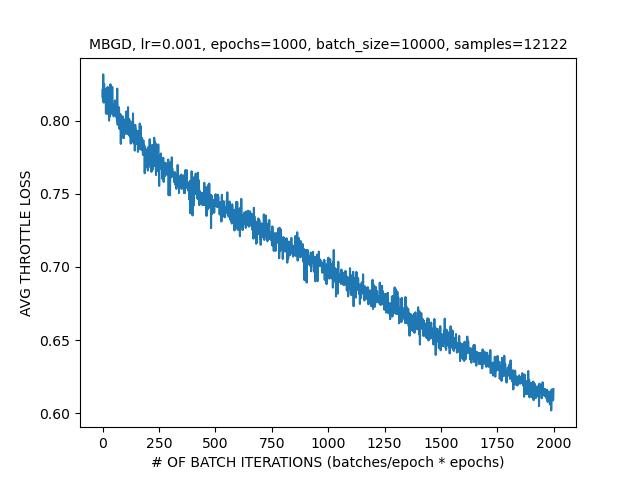 MBGD, lr=0.001, epochs=1000, batch_size=10000, samples=12122
AVG THROTTLE LOSS
0.80
0.75
0.70
0.65
0.60
0 250 500 750 1000 1250 1500 1750 2000
# OF BATCH ITERATIONS (batches/epoch * epochs)